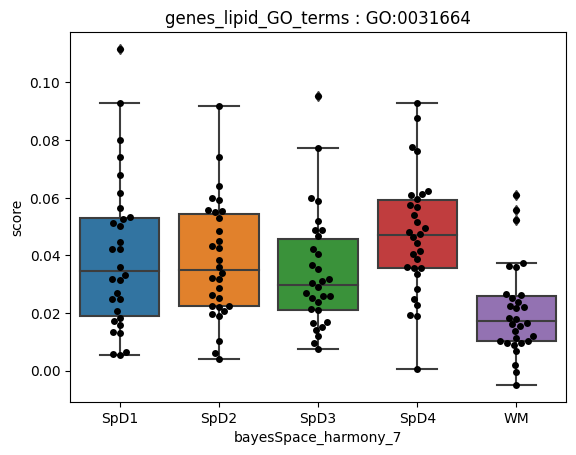 genes_lipid_GO_terms : GO:0031664
0.10
0.08
0.06
0.04
0.02
0.00
score
SpD1 SpD2 SpD3 SpD4 WM
bayesSpace_harmony_7